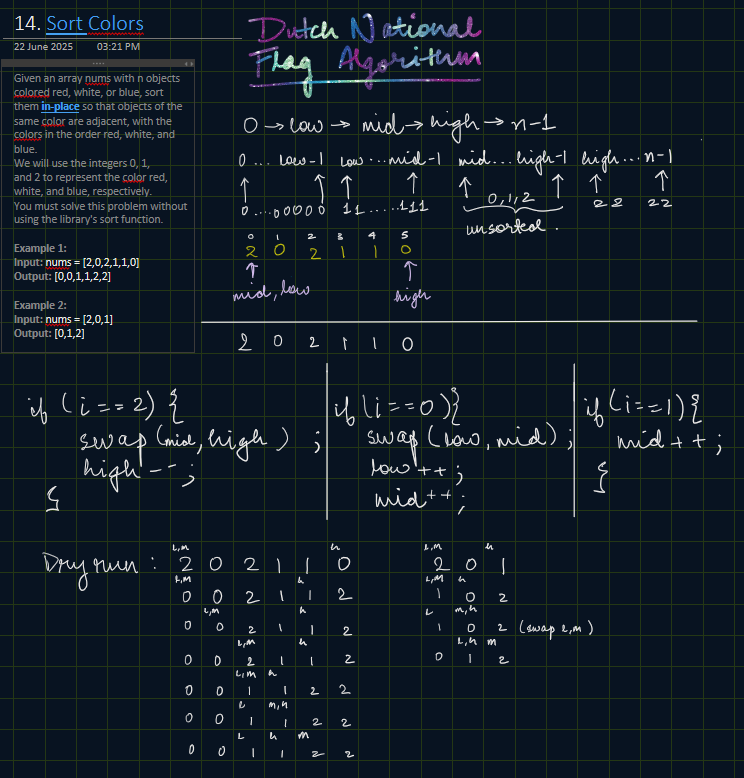 14. Sort Colors
22 June 2025 03:21 PM
Given an array nums with n objects
colored red, white, or blue, sort
them in-place so that objects of the
same color are adjacent, with the
colors in the order red, white, and
blue.
We will use the integers 0, 1,
and 2 to represent the color red,
white, and blue, respectively.
You must solve this problem without
using the library's sort function.
Example 1:
Input: nums = [2,0,2,1,1,0]
Output: [0,0,1,1,2,2]
Example 2:
Input: nums = [2,0,1]
Output: [0,1,2]
Dutch National
Flag Algorithm
0 → low → mid → high → n-1
0 ... low-1 low ... mid-1 mid ... high-1 high ... n-1
↑ ↑ ↑ ↑ ↑ ↑ ↑ ↑
0 .... 00000 11 ..... 111 0,1,2 22 22
unsorted.
0 1 2 3 4 5
2 0 2 1 1 0
↑ ↑
mid, low high
2 0 2 1 1 0
if (i == 2) {
swap (mid, high) ;
high -- ;
}
if (i == 0) {
swap (low, mid) ;
low ++ ;
mid ++ ;
if (i == 1) {
mid ++ ;
}
Dry run :
L,M h
2 0 2 1 1 0
L,M h
0 0 2 1 1 2
L,M h
0 0 2 1 1 2
L,M h
0 0 2 1 1 2
L,M h
0 0 1 1 2 2
L M,h
0 0 1 1 2 2
L h M
0 0 1 1 2 2
L,M h
2 0 1
L,M h
1 0 2
L M,h
1 0 2 (swap L,M)
L,h M
0 1 2